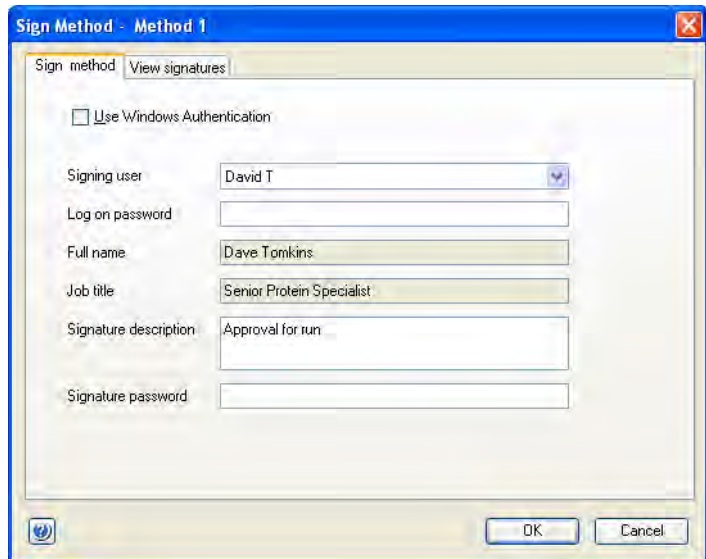 Sign Method - Method 1
Sign method View signatures
Use Windows Authentication
Signing user David T
Log on password
Full name Dave Tomkins
Job title Senior Protein Specialist
Signature description Approval for run
Signature password
? OK Cancel